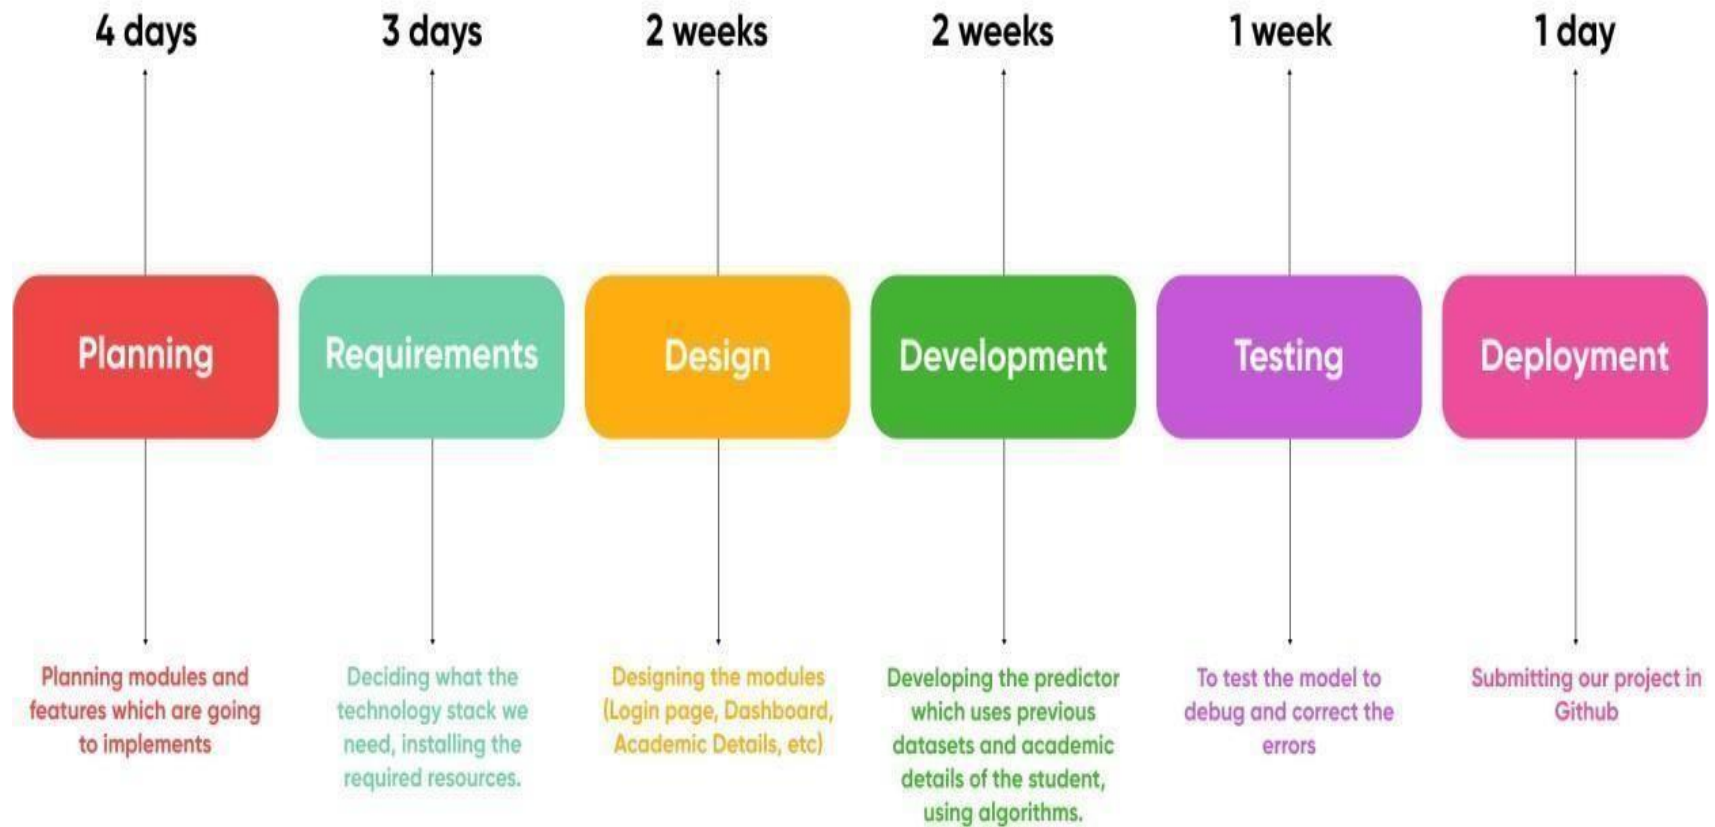 4 days
3 days
2 weeks
2 weeks
1 week
1 day
Planning
Requirements
Design
Development
Testing
Deployment
Planning modules and
features which are going
to implements
Deciding what the
technology stack we
need, installing the
required resources.
Designing the modules
(Login page, Dashboard,
Academic Details, etc)
Developing the predictor
which uses previous
datasets and academic
details of the student,
using algorithms.
To test the model to
debug and correct the
errors
Submitting our project in
Github